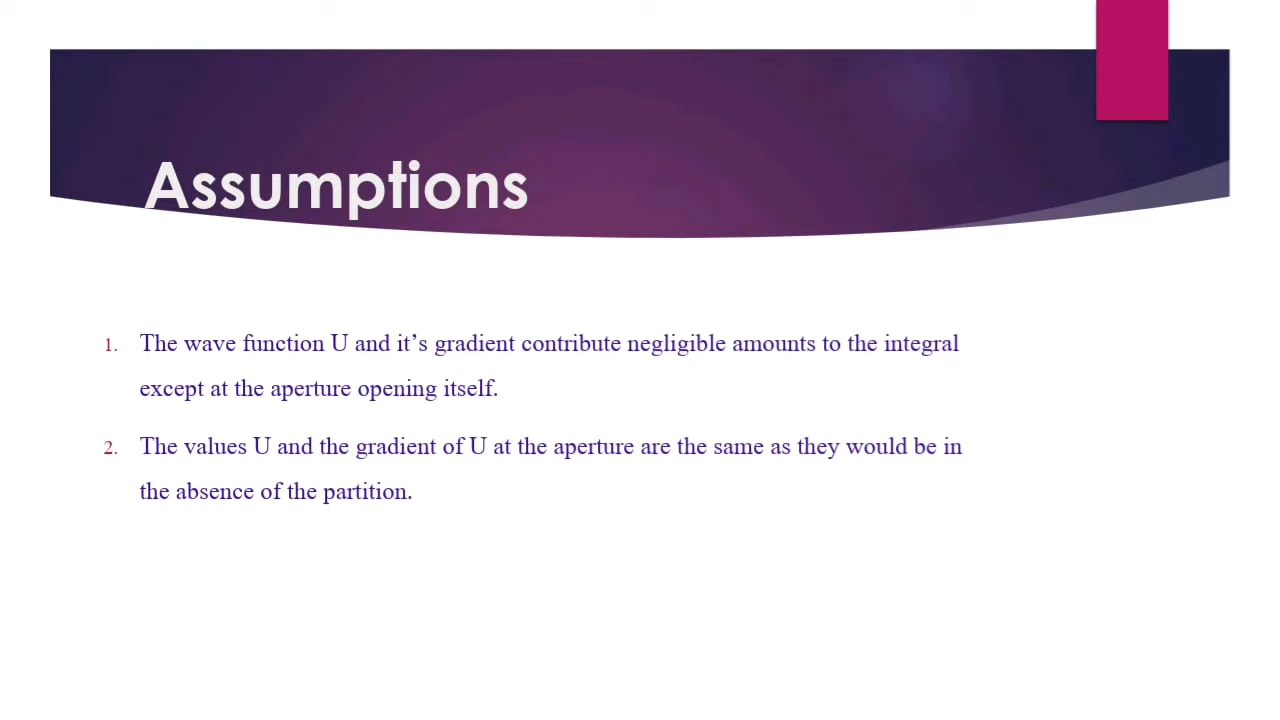 Assumptions
1. The wave function U and it’s gradient contribute negligible amounts to the integral
except at the aperture opening itself.
2. The values U and the gradient of U at the aperture are the same as they would be in
the absence of the partition.